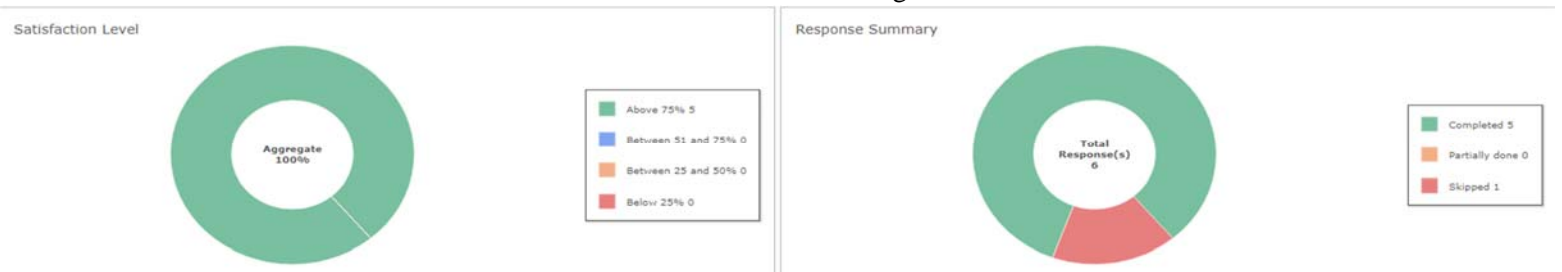 Satisfaction Level
Aggregate
100%
Above 75% 5
Between 51 and 75% 0
Between 25 and 50% 0
Below 25% 0
Response Summary
Total
Response(s)
6
Completed 5
Partially done 0
Skipped 1